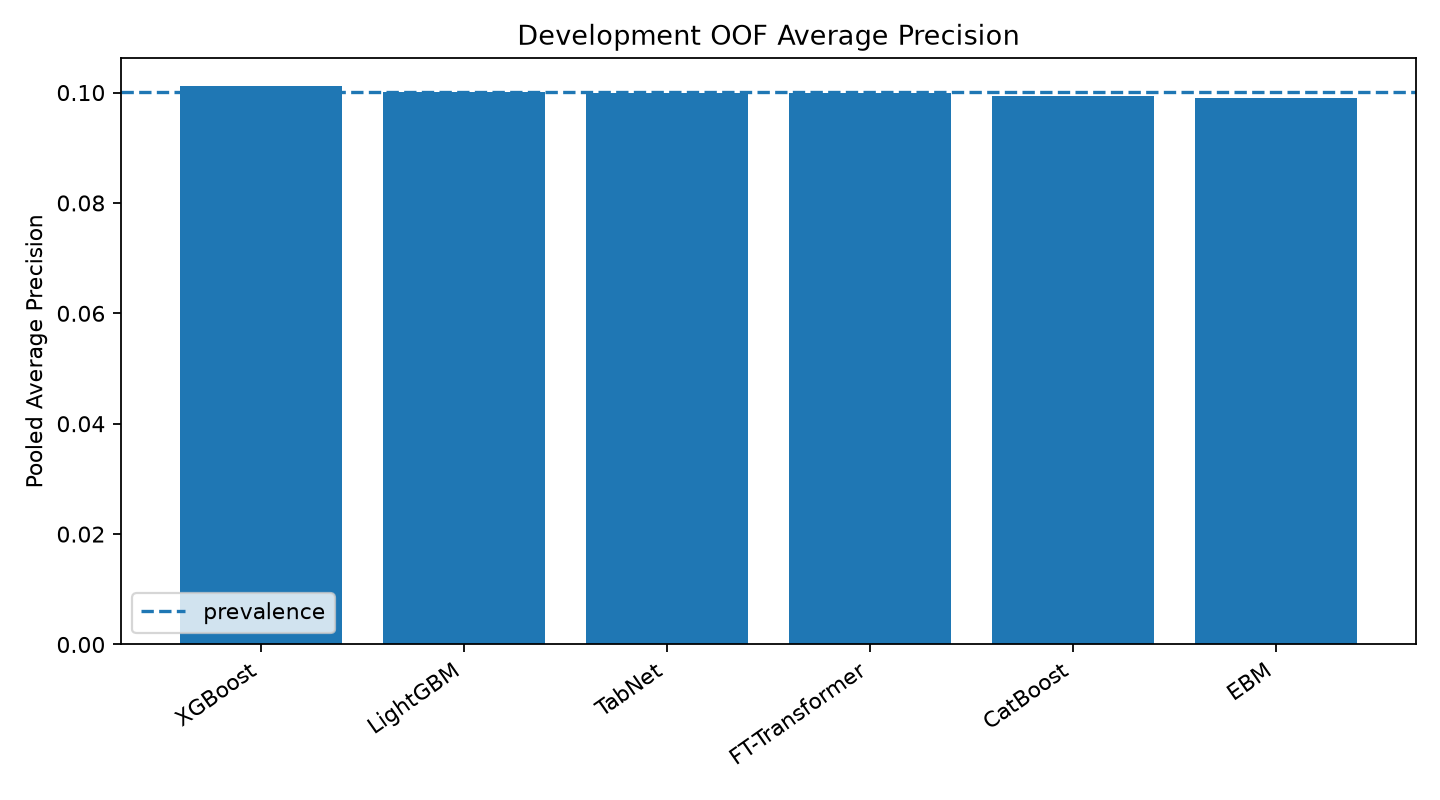 Development OOF Average Precision
Pooled Average Precision
0.10
0.08
0.06
0.04
0.02
0.00
prevalence
XGBoost
LightGBM
TabNet
FT-Transformer
CatBoost
EBM